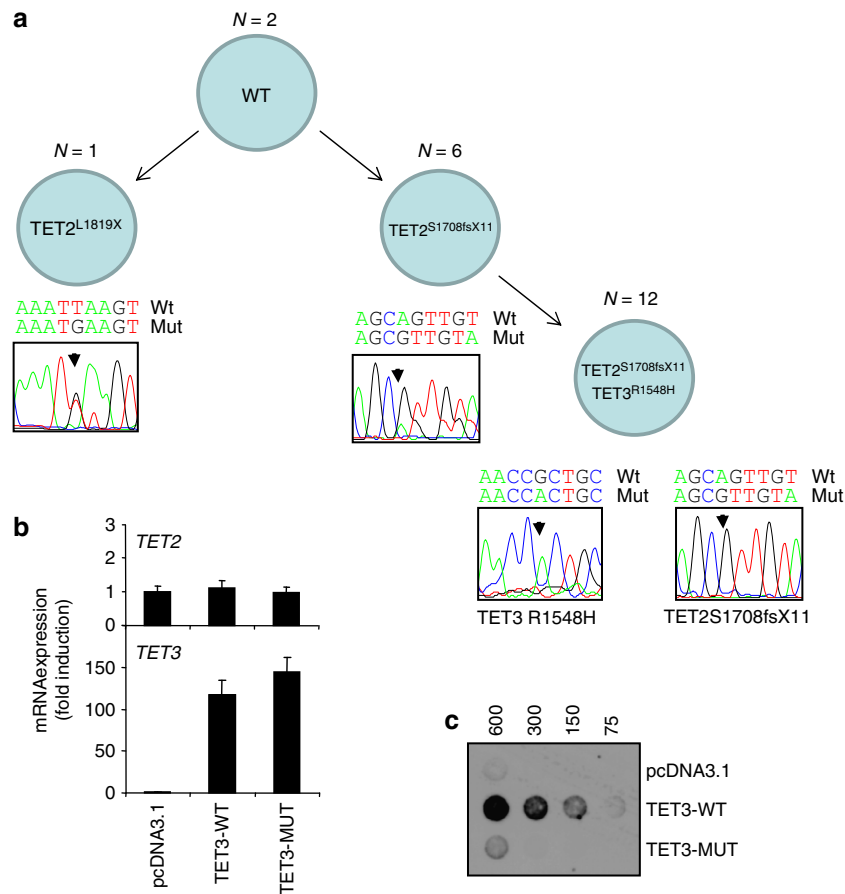 a
N = 2
WT
N = 1
N = 6
TET2L1819X
TET2S1708fsX11
AAATTAAGT Wt
AAATGAAGT Mut
AGCAGTTGT Wt
AGCGTTGTA Mut
N = 12
TET2S1708fsX11
TET3R1548H
AACCGCTGC Wt
AACCACTGC Mut
AGCAGTTGT Wt
AGCGTTGTA Mut
TET3 R1548H
TET2S1708fsX11
b
mRNAexpression
(fold induction)
TET2
3
2
1
0
TET3
150
100
50
0
pcDNA3.1
TET3-WT
TET3-MUT
c
600
300
150
75
pcDNA3.1
TET3-WT
TET3-MUT